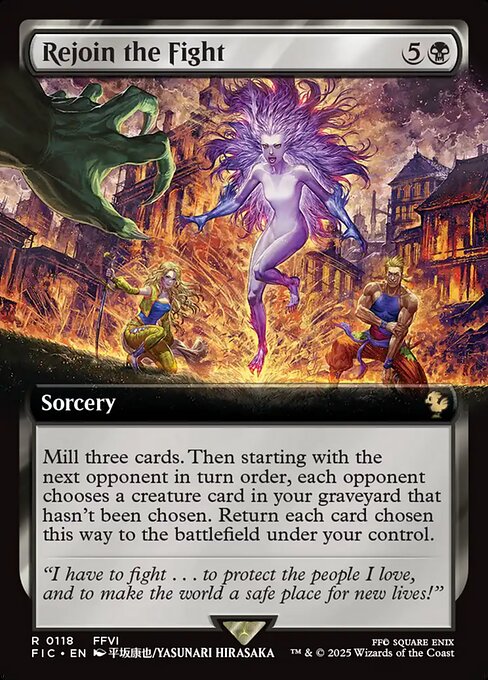 Rejoin the Fight 5
Sorcery
Mill three cards. Then starting with the
next opponent in turn order, each opponent
chooses a creature card in your graveyard that
hasn't been chosen. Return each card chosen
this way to the battlefield under your control.
“I have to fight . . . to protect the people I love,
and to make the world a safe place for new lives!”
R 0118 FFVI
FIC • EN 平坂康也/YASUNARI HIRASAKA
FF© SQUARE ENIX
™ & © 2025 Wizards of the Coast